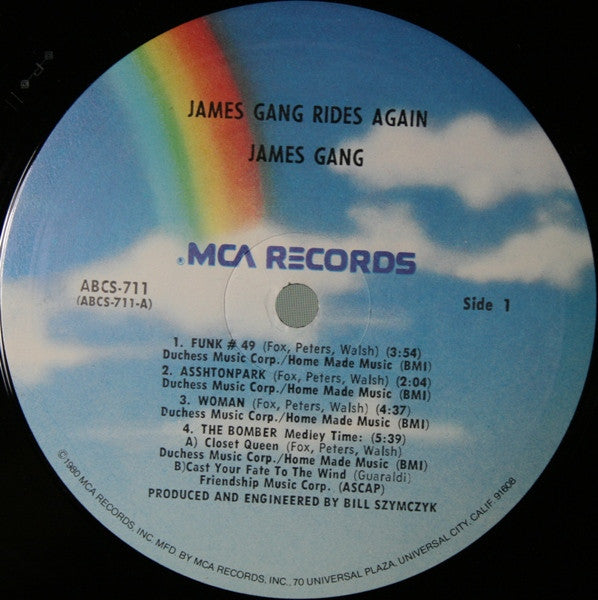 JAMES GANG RIDES AGAIN
JAMES GANG
MCA RECORDS
ABCS-711
(ABCS-711-A)
Side 1
1. FUNK # 49 (Fox, Peters, Walsh) (3:54)
Duchess Music Corp./Home Made Music (BMI)
2. ASSHTONPARK (Fox, Peters, Walsh) (2:04)
Duchess Music Corp./Home Made Music (BMI)
3. WOMAN (Fox, Peters, Walsh) (4:37)
Duchess Music Corp./Home Made Music (BMI)
4. THE BOMBER Medley Time: (5:39)
A) Closet Queen (Fox, Peters, Walsh)
Duchess Music Corp./Home Made Music (BMI)
B)Cast Your Fate To The Wind (Guaraldi)
Friendship Music Corp. (ASCAP)
PRODUCED AND ENGINEERED BY BILL SZYMCZYK
©1980 MCA RECORDS, INC. MFD. BY MCA RECORDS, INC., 70 UNIVERSAL PLAZA, UNIVERSAL CITY, CALIF. 91608